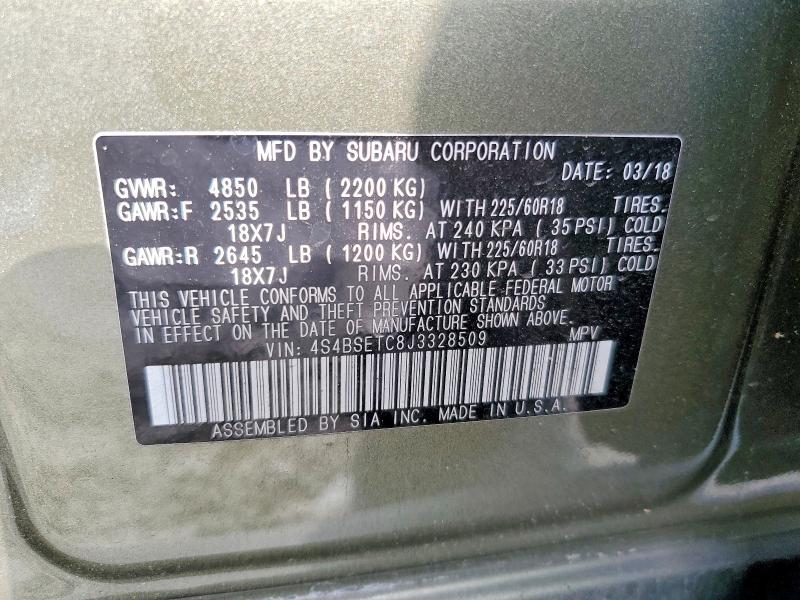 MFD BY SUBARU CORPORATION
DATE: 03/18
GVWR: 4850 LB (2200 KG)
GAWR:F 2535 LB (1150 KG) WITH 225/60R18 TIRES.
18X7J RIMS. AT 240 KPA ( 35 PSI) COLD
GAWR:R 2645 LB (1200 KG) WITH 225/60R18 TIRES.
18X7J RIMS. AT 230 KPA ( 33 PSI) COLD
THIS VEHICLE CONFORMS TO ALL APPLICABLE FEDERAL MOTOR
VEHICLE SAFETY AND THEFT PREVENTION STANDARDS
IN EFFECT ON THE DATE OF MANUFACTURE SHOWN ABOVE.
VIN: 4S4BSETC8J3328509 MPV
ASSEMBLED BY SIA INC. MADE IN U.S.A.